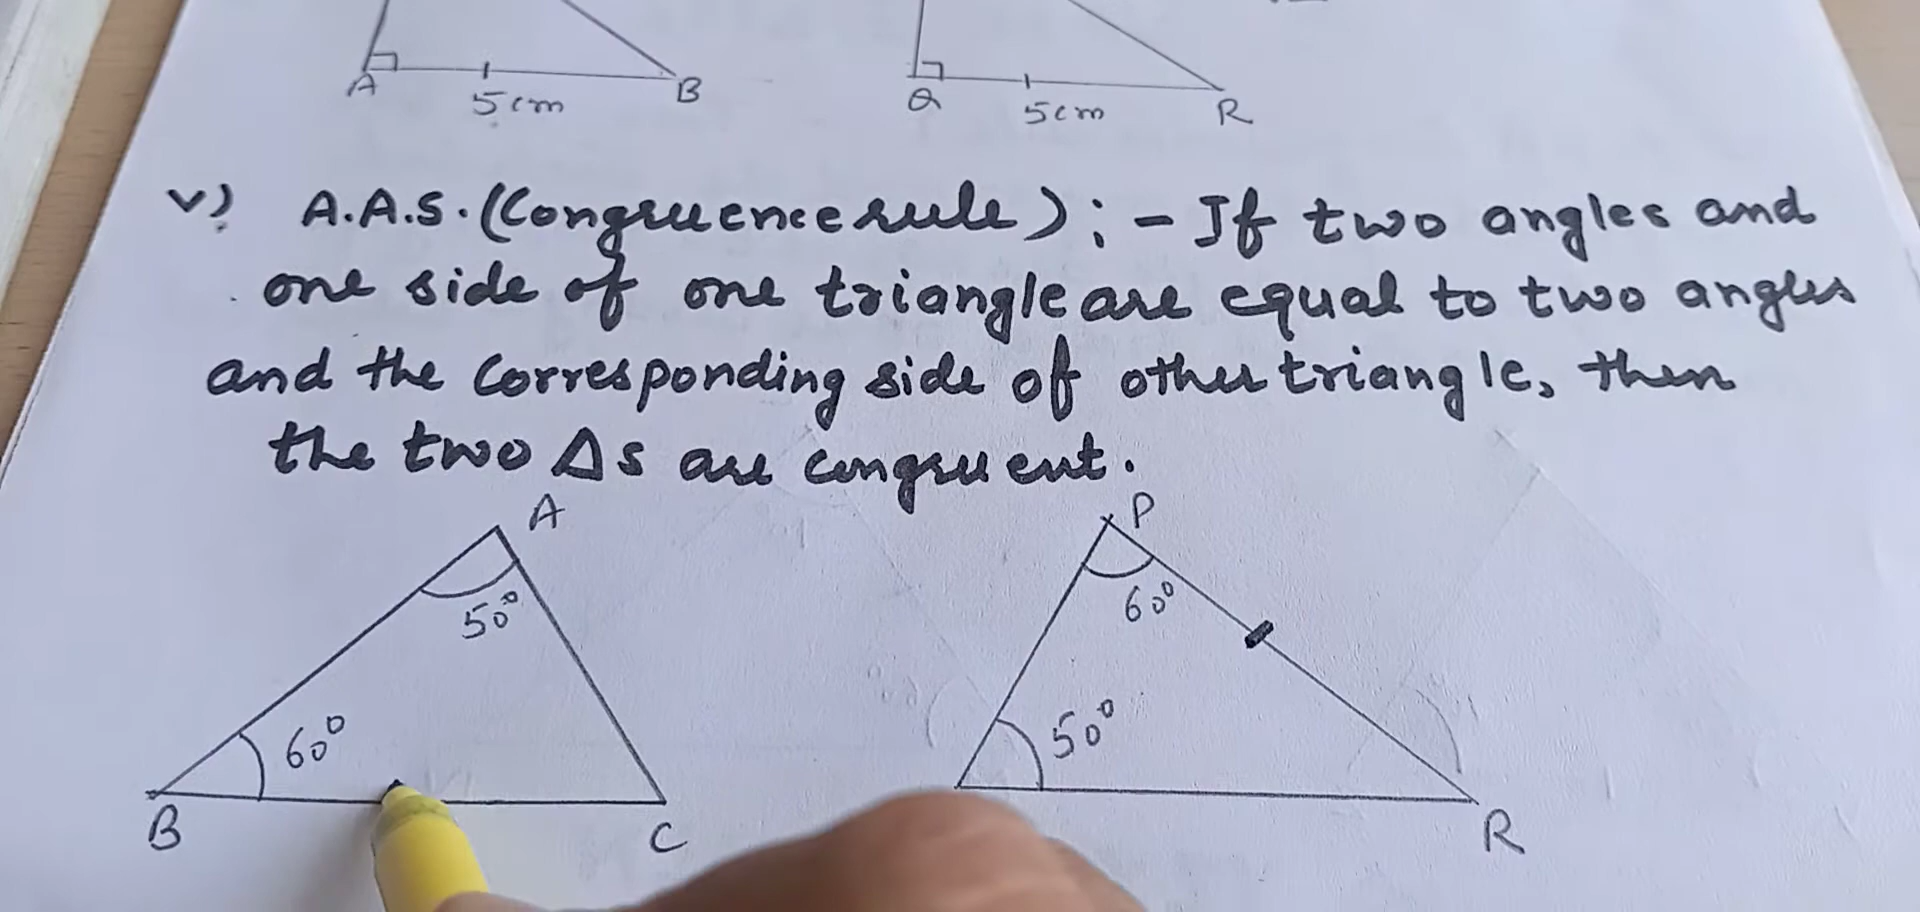 A 5cm B
Q 5cm R
v) A.A.S. (Congruence rule) : - If two angles and
one side of one triangle are equal to two angles
and the corresponding side of other triangle, then
the two Δs are congruent.
A P
50° 60°
60° 50°
B C R